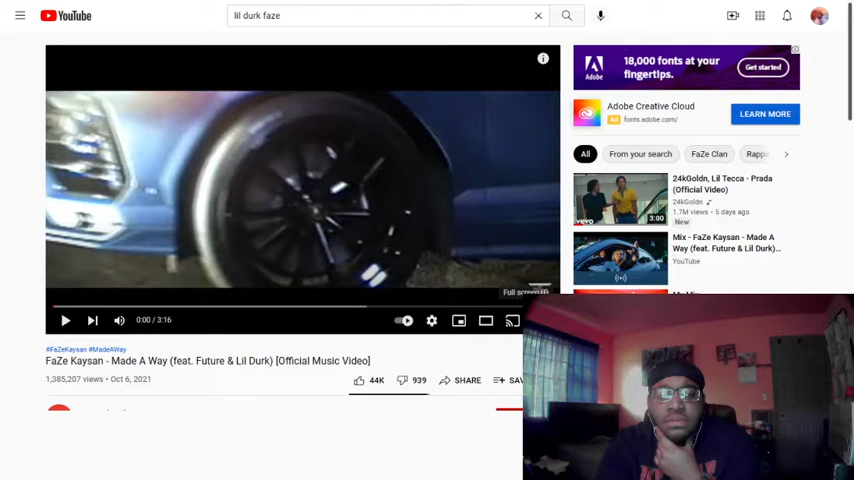 YouTube
lil durk faze
18,000 fonts at your
fingertips.
Get started
Adobe
Adobe Creative Cloud
Ad fonts.adobe.com/
LEARN MORE
All
From your search
FaZe Clan
24kGoldn, Lil Tecca - Prada
(Official Video)
24kGoldn
1.7M views • 5 days ago
New
vevo
3:00
Mix - FaZe Kaysan - Made A
Way (feat. Future & Lil Durk)...
YouTube
Full screen
0:00 / 3:16
#FaZeKaysan #MadeAWay
FaZe Kaysan - Made A Way (feat. Future & Lil Durk) [Official Music Video]
1,385,207 views • Oct 6, 2021
44K
939
SHARE